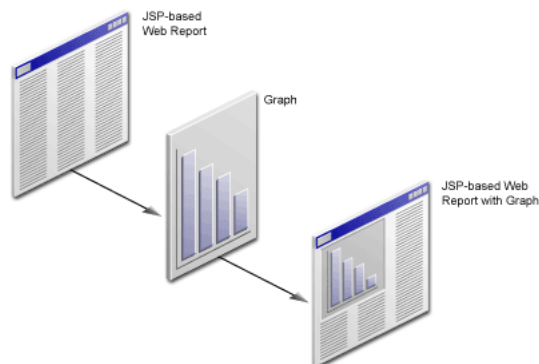 JSP-based
Web Report
Graph
JSP-based Web
Report with Graph